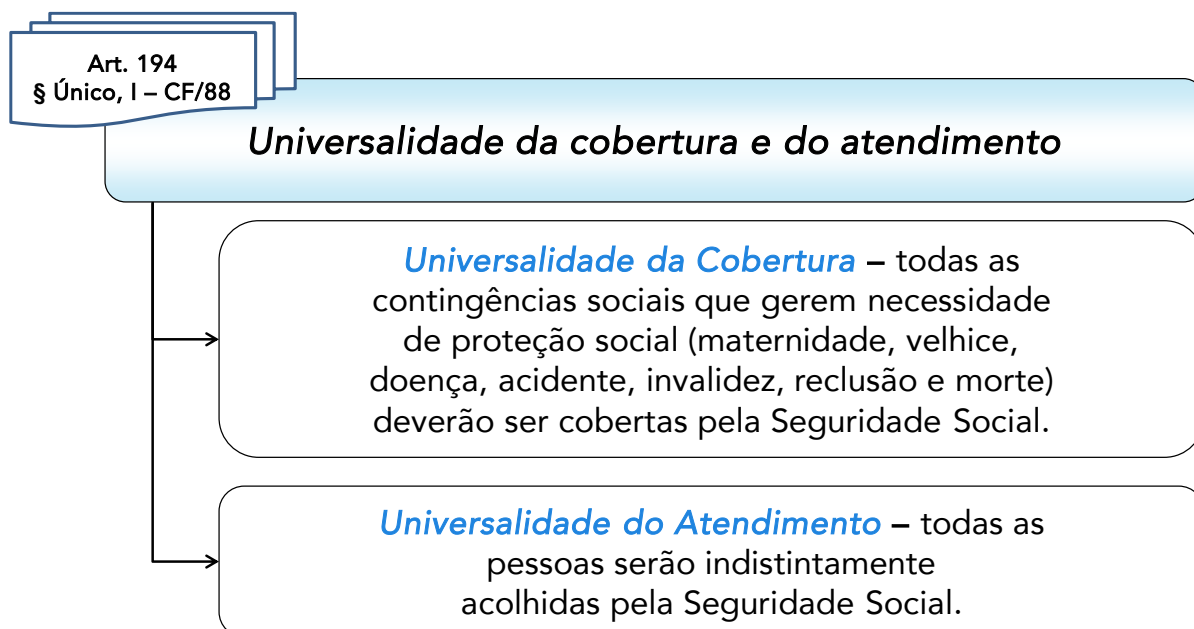 Art. 194
§ Único, I – CF/88
Universalidade da cobertura e do atendimento
Universalidade da Cobertura – todas as
contingências sociais que gerem necessidade
de proteção social (maternidade, velhice,
doença, acidente, invalidez, reclusão e morte)
deverão ser cobertas pela Seguridade Social.
Universalidade do Atendimento – todas as
pessoas serão indistintamente
acolhidas pela Seguridade Social.